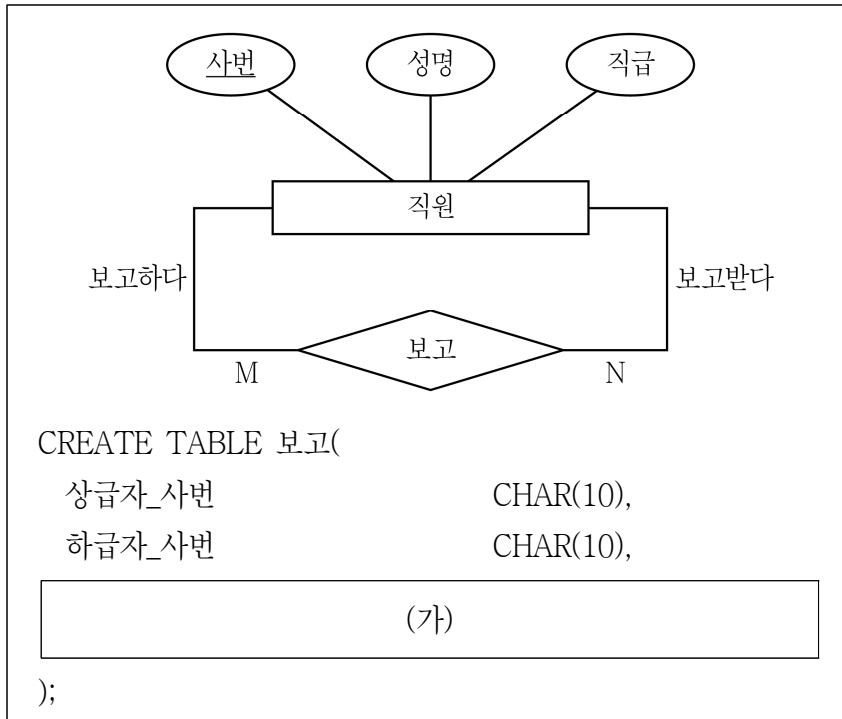 사번 성명 직급
직원
보고하다 보고받다
보고
M N
CREATE TABLE 보고(
상급자_사번 CHAR(10),
하급자_사번 CHAR(10),
(가)
);